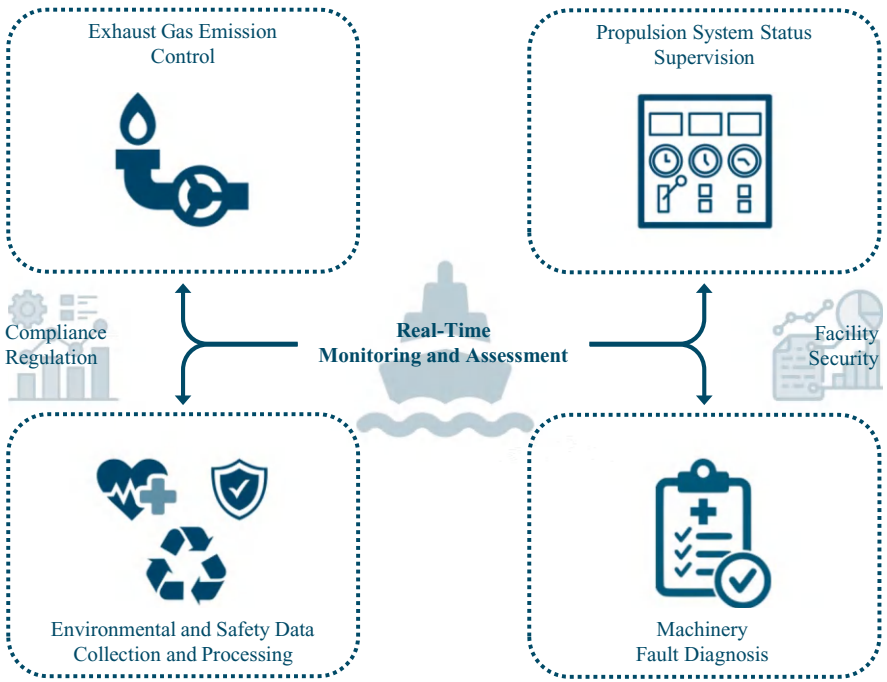 Exhaust Gas Emission
Control
Propulsion System Status
Supervision
Compliance
Regulation
Real-Time
Monitoring and Assessment
Facility
Security
Environmental and Safety Data
Collection and Processing
Machinery
Fault Diagnosis